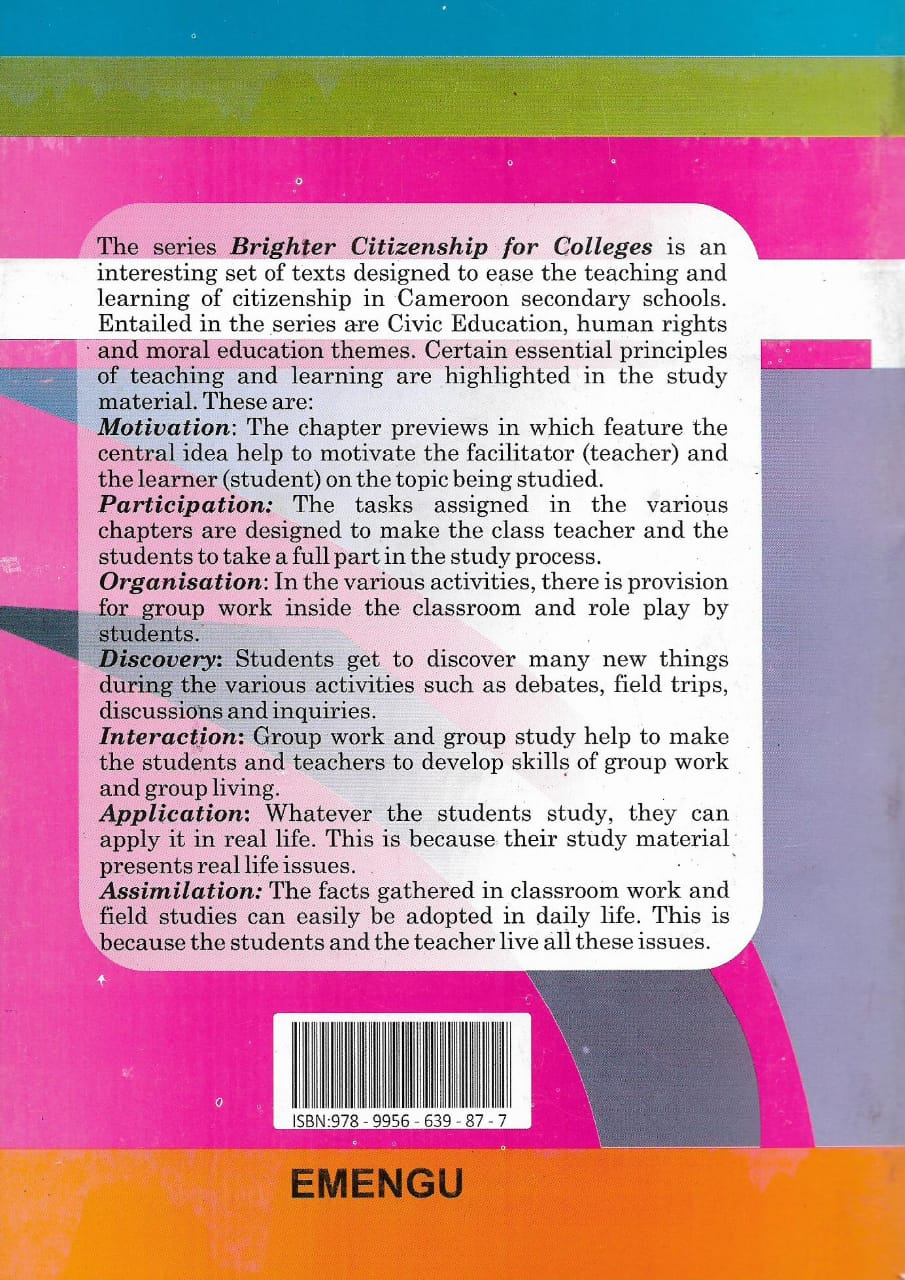 The series Brighter Citizenship for Colleges is an
interesting set of texts designed to ease the teaching and
learning of citizenship in Cameroon secondary schools.
Entailed in the series are Civic Education, human rights
and moral education themes. Certain essential principles
of teaching and learning are highlighted in the study
material. These are:
Motivation: The chapter previews in which feature the
central idea help to motivate the facilitator (teacher) and
the learner (student) on the topic being studied.
Participation: The tasks assigned in the various
chapters are designed to make the class teacher and the
students to take a full part in the study process.
Organisation: In the various activities, there is provision
for group work inside the classroom and role play by
students.
Discovery: Students get to discover many new things
during the various activities such as debates, field trips,
discussions and inquiries.
Interaction: Group work and group study help to make
the students and teachers to develop skills of group work
and group living.
Application: Whatever the students study, they can
apply it in real life. This is because their study material
presents real life issues.
Assimilation: The facts gathered in classroom work and
field studies can easily be adopted in daily life. This is
because the students and the teacher live all these issues.
ISBN:978 - 9956 - 639 - 87 - 7
EMENGU